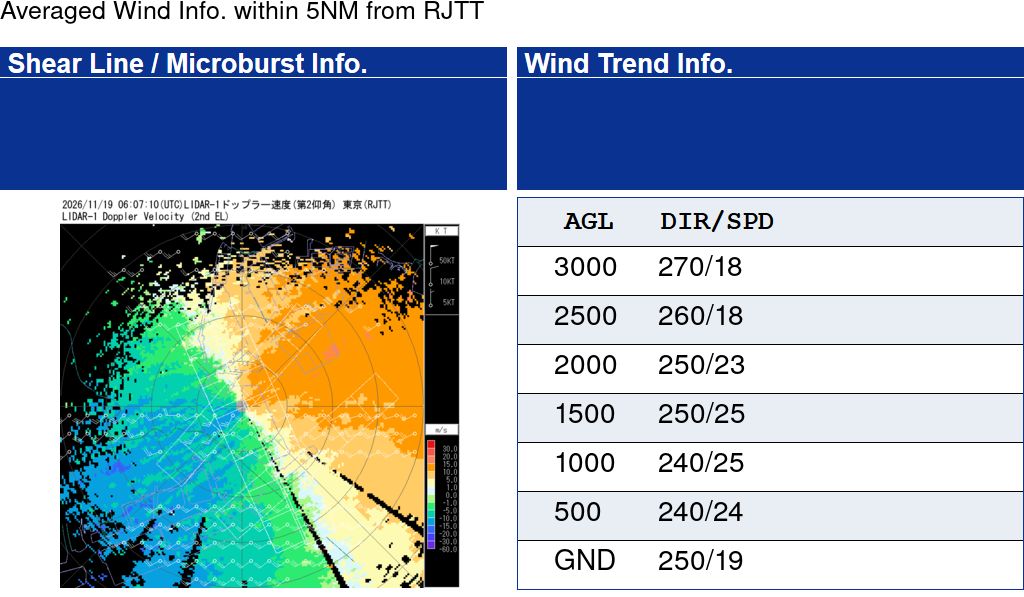 Averaged Wind Info. within 5NM from RJTT
Shear Line / Microburst Info.
Wind Trend Info.
2026/11/19 06:07:10(UTC)LIDAR-1ドップラー速度(第2仰角) 東京(RJTT)
LIDAR-1 Doppler Velocity (2nd EL)
K T
50KT
10KT
5KT
m/s
30.0
20.0
15.0
10.0
5.0
1.0
0.0
-1.0
-5.0
-10.0
-15.0
-20.0
-30.0
-60.0
AGL DIR/SPD
3000 270/18
2500 260/18
2000 250/23
1500 250/25
1000 240/25
500 240/24
GND 250/19